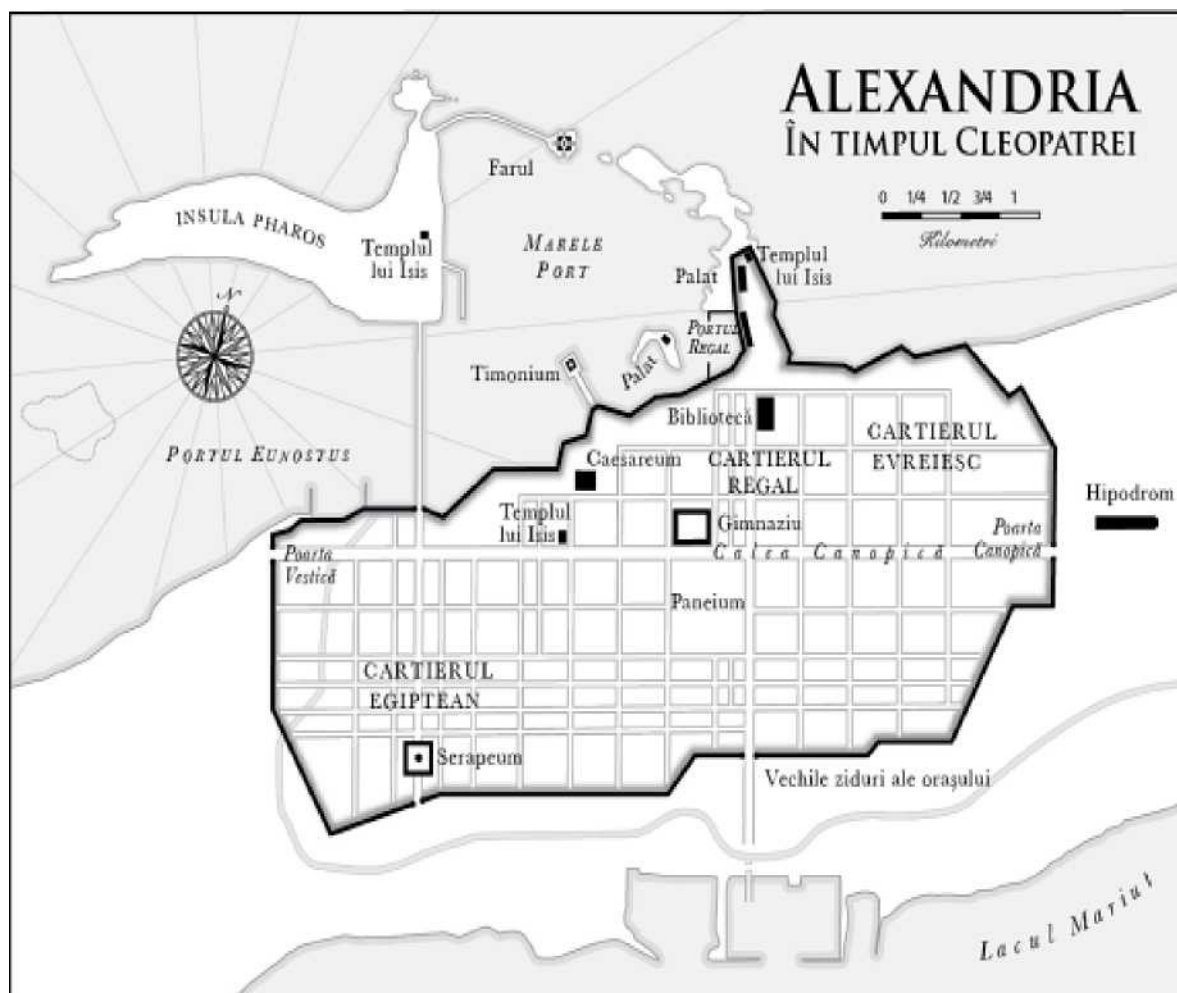 ALEXANDRIA
ÎN TIMPUL CLEOPATREI
0 1/4 1/2 3/4 1
Kilometri
Farul
INSULA PHAROS
Templul
lui Isis
MARELE
PORT
Palat
Templul
lui Isis
N
PORTUL
REGAL
Palat
Timonium
Bibliotecă
CARTIERUL
EVREIESC
PORTUL EUNOSTUS
Caesareum
CARTIERUL
REGAL
Hipodrom
Templul
lui Isis
Gimnaziu
Poarta
Canopică
Calea Canopică
Poarta
Vestică
Paneium
CARTIERUL
EGIPTEAN
Serapeum
Vechile ziduri ale orașului
Lacul Mariut